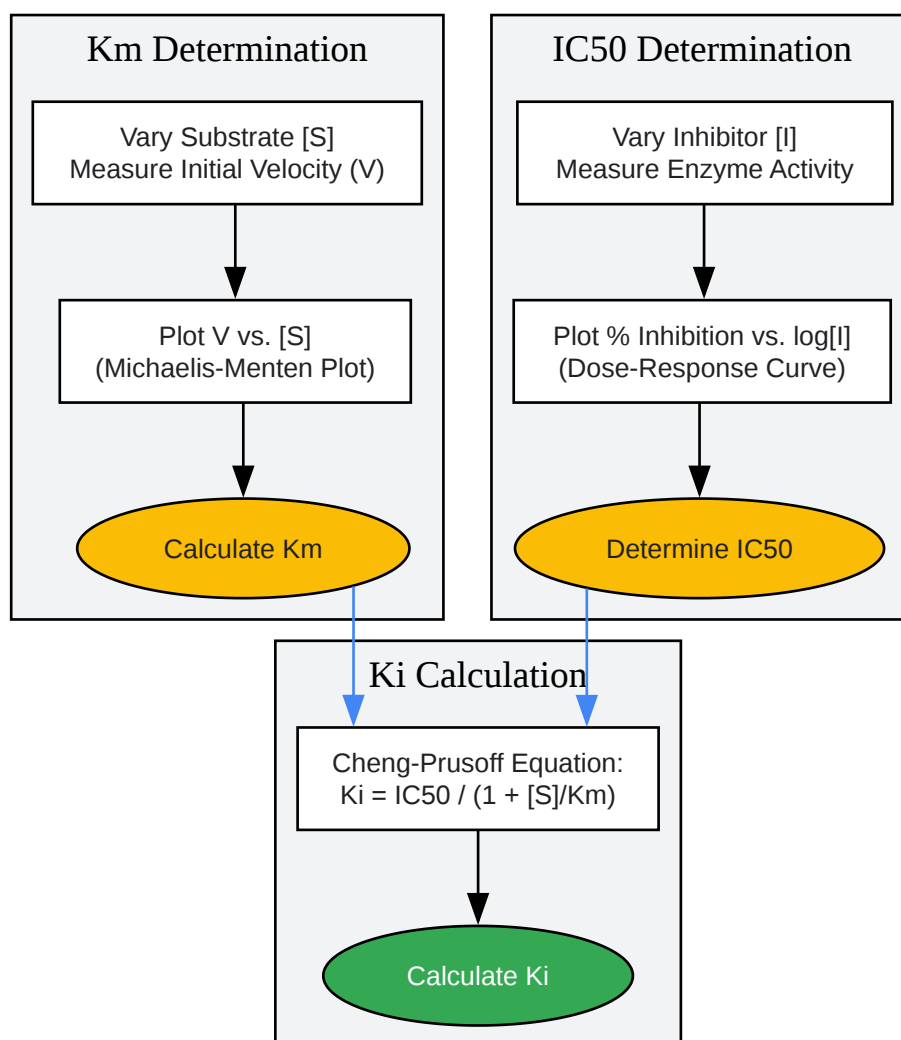 Km Determination
Vary Substrate [S]
Measure Initial Velocity (V)
Plot V vs. [S]
(Michaelis-Menten Plot)
Calculate Km
IC50 Determination
Vary Inhibitor [I]
Measure Enzyme Activity
Plot % Inhibition vs. log[I]
(Dose-Response Curve)
Determine IC50
Ki Calculation
Cheng-Prusoff Equation:
Ki = IC50 / (1 + [S]/Km)
Calculate Ki